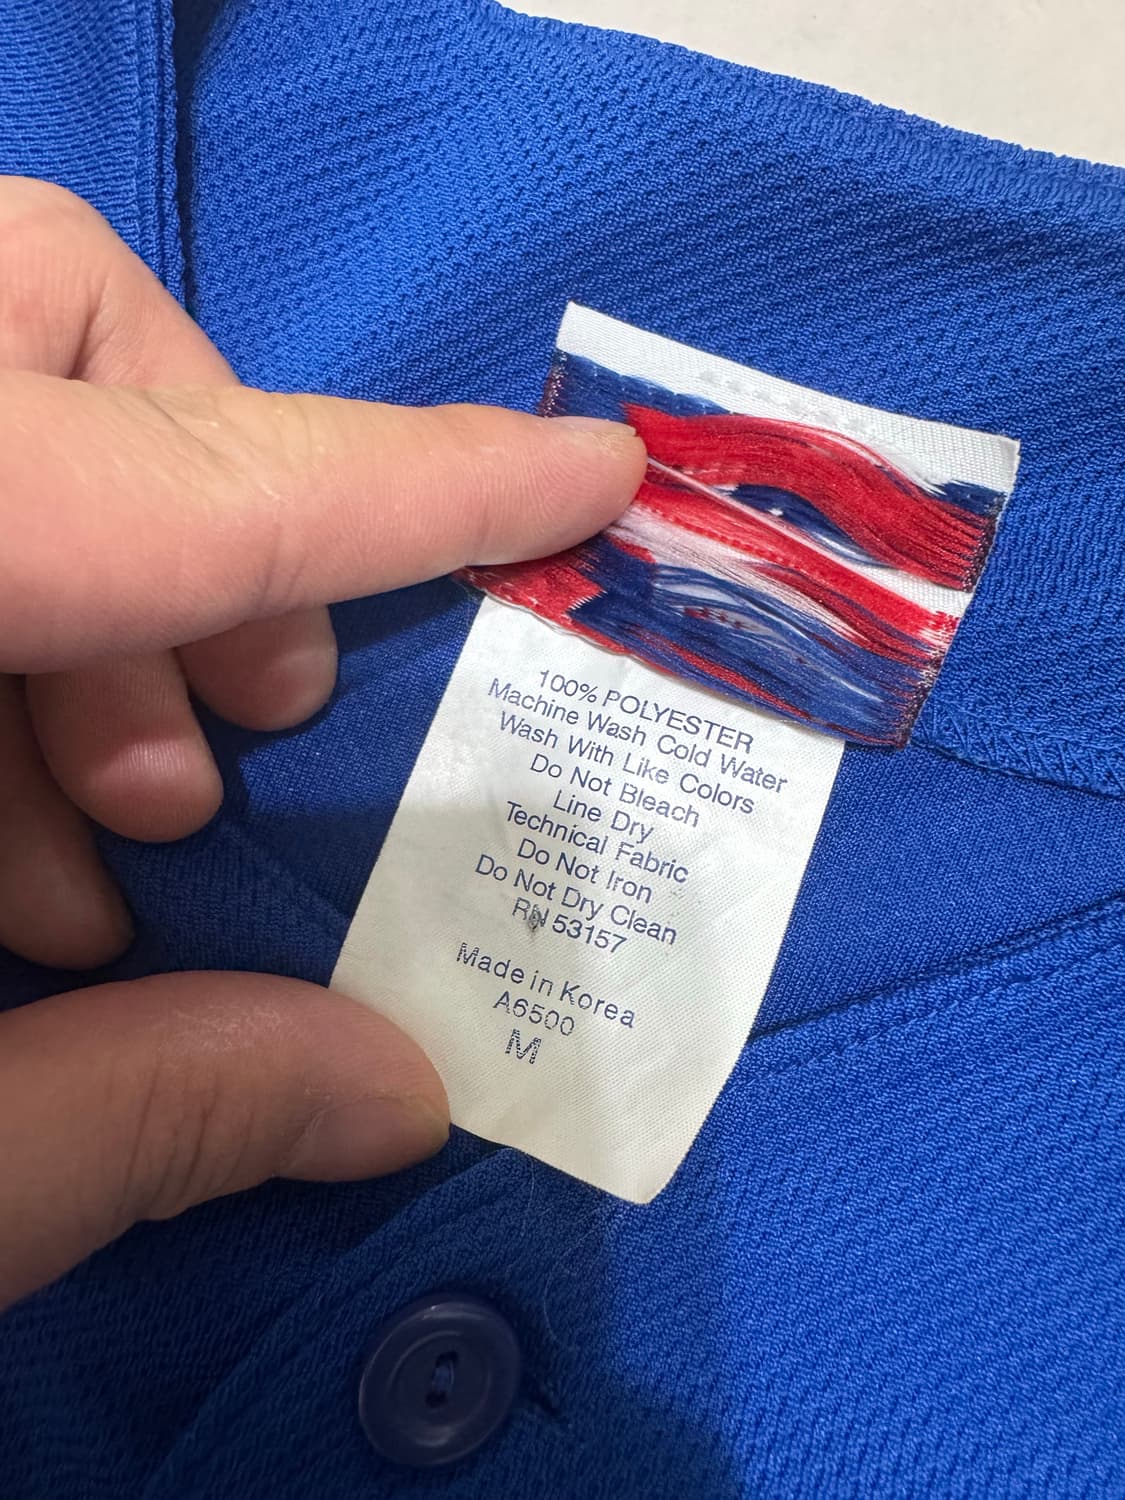 100% POLYESTER
Machine Wash Cold Water
Wash With Like Colors
Do Not Bleach
Line Dry
Technical Fabric
Do Not Iron
Do Not Dry Clean
RN 53157
Made in Korea
A6500
M